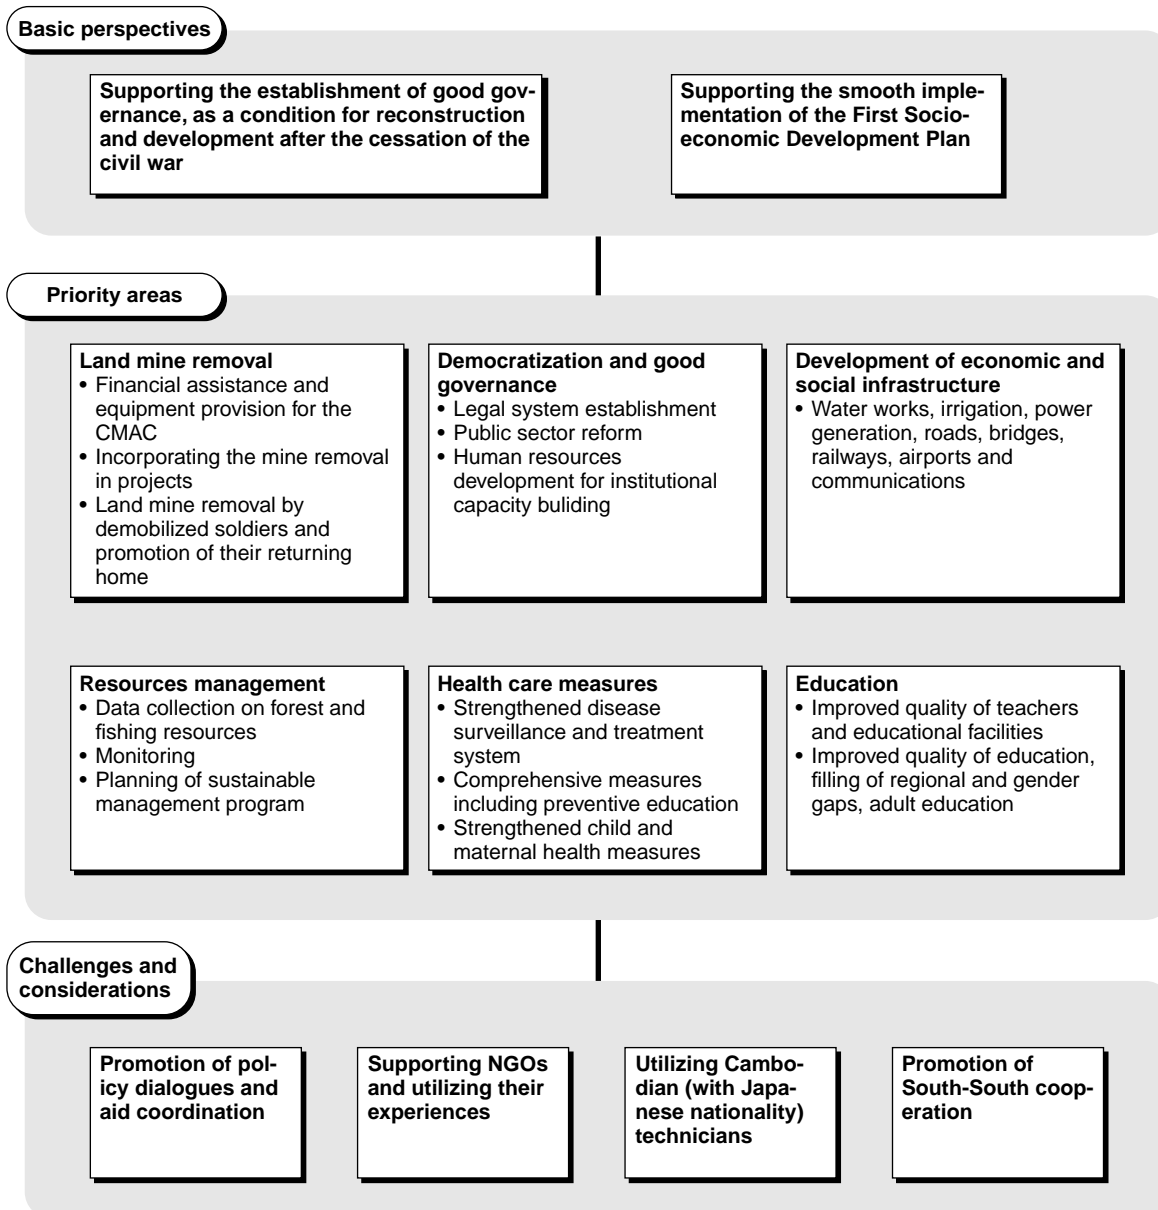 Basic perspectives
Supporting the establishment of good gov-
ernance, as a condition for reconstruction
and development after the cessation of the
civil war
Supporting the smooth imple-
mentation of the First Socio-
economic Development Plan
Priority areas
Land mine removal
• Financial assistance and
equipment provision for the
CMAC
• Incorporating the mine removal
in projects
• Land mine removal by
demobilized soldiers and
promotion of their returning
home
Democratization and good
governance
• Legal system establishment
• Public sector reform
• Human resources
development for institutional
capacity buliding
Development of economic and
social infrastructure
• Water works, irrigation, power
generation, roads, bridges,
railways, airports and
communications
Resources management
• Data collection on forest and
fishing resources
• Monitoring
• Planning of sustainable
management program
Health care measures
• Strengthened disease
surveillance and treatment
system
• Comprehensive measures
including preventive education
• Strengthened child and
maternal health measures
Education
• Improved quality of teachers
and educational facilities
• Improved quality of education,
filling of regional and gender
gaps, adult education
Challenges and
considerations
Promotion of pol-
icy dialogues and
aid coordination
Supporting NGOs
and utilizing their
experiences
Utilizing Cambo-
dian (with Japa-
nese nationality)
technicians
Promotion of
South-South coop-
eration